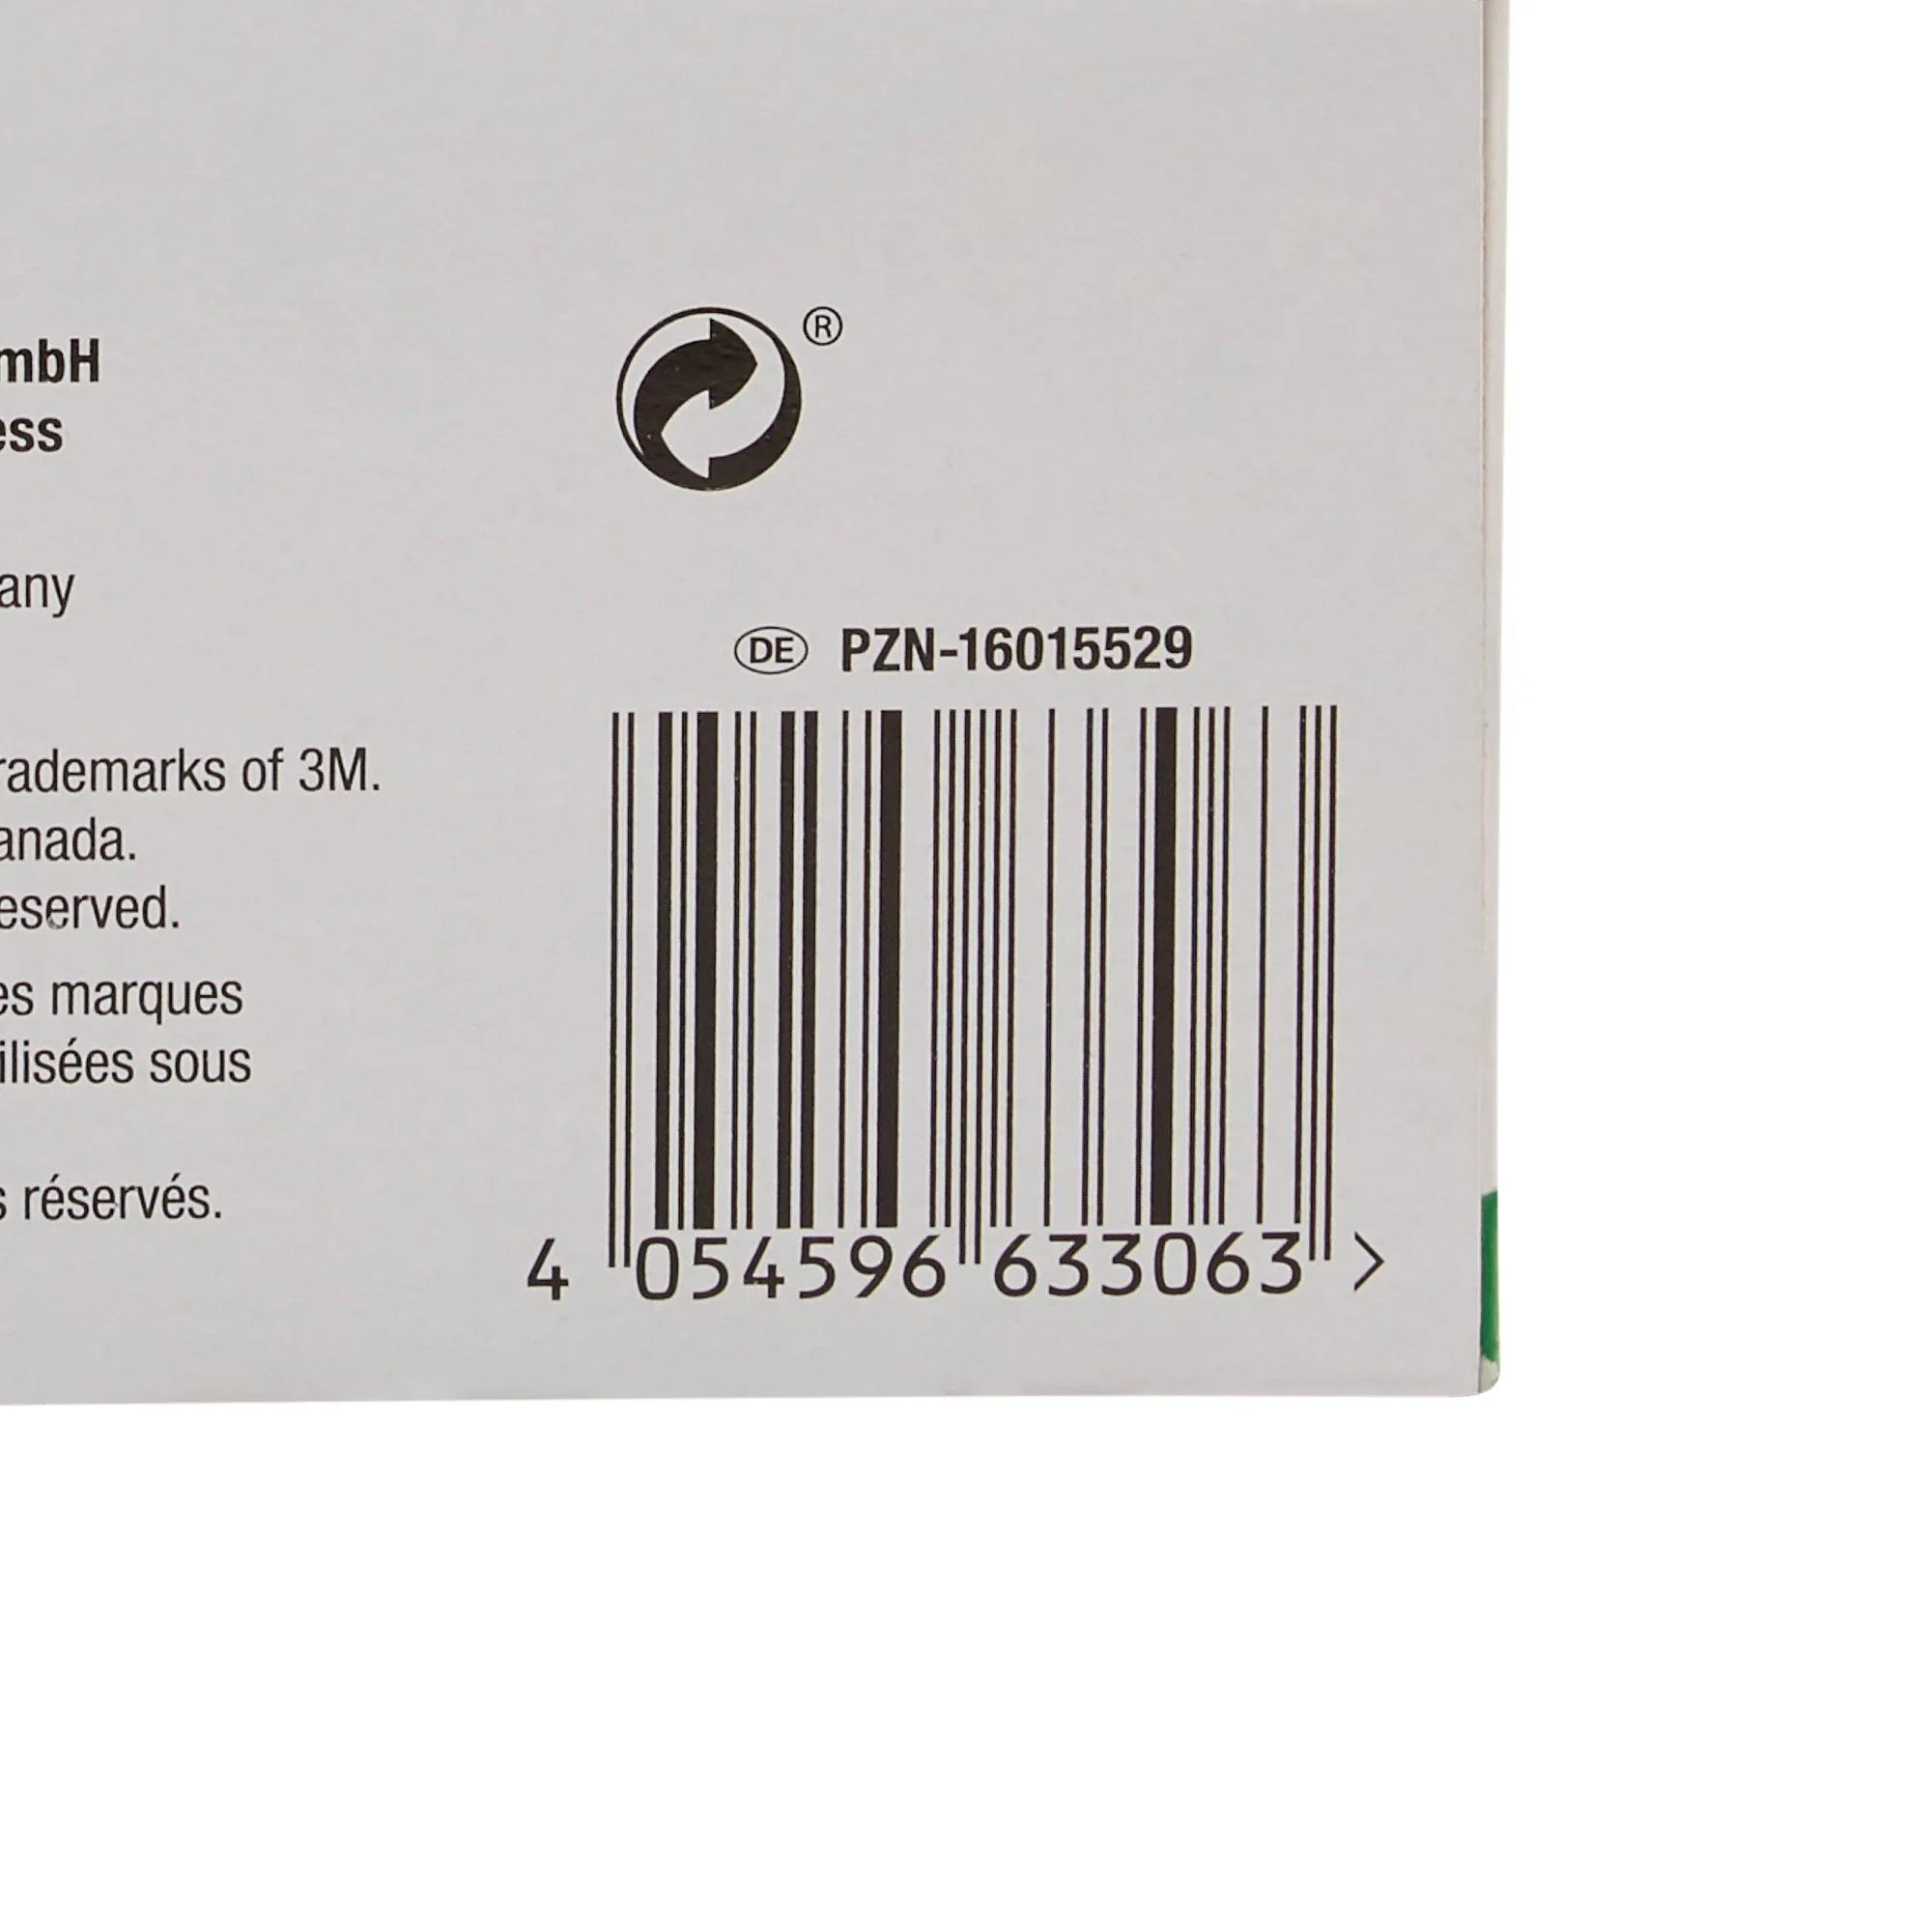 mbH
ess
any
rademarks of 3M.
anada.
eserved.
es marques
ilisées sous
s réservés.
®
DE PZN-16015529
4 054596 633063 >